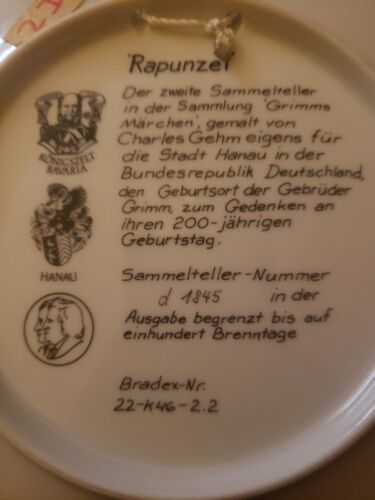 'Rapunzel'
Der zweite Sammelteller
in der Sammlung 'Grimms
Märchen', gemalt von
Charles Gehm eigens für
die Stadt Hanau in der
Bundesrepublik Deutschland,
den Geburtsort der Gebrüder
Grimm, zum Gedenken an
ihren 200-jährigen
Geburtstag.
KÖNIGSZELT
BAVARIA
HANAU
Sammelteller-Nummer
d 1845 in der
Ausgabe begrenzt bis auf
einhundert Brenntage
Bradex-Nr.
22-K46-2.2